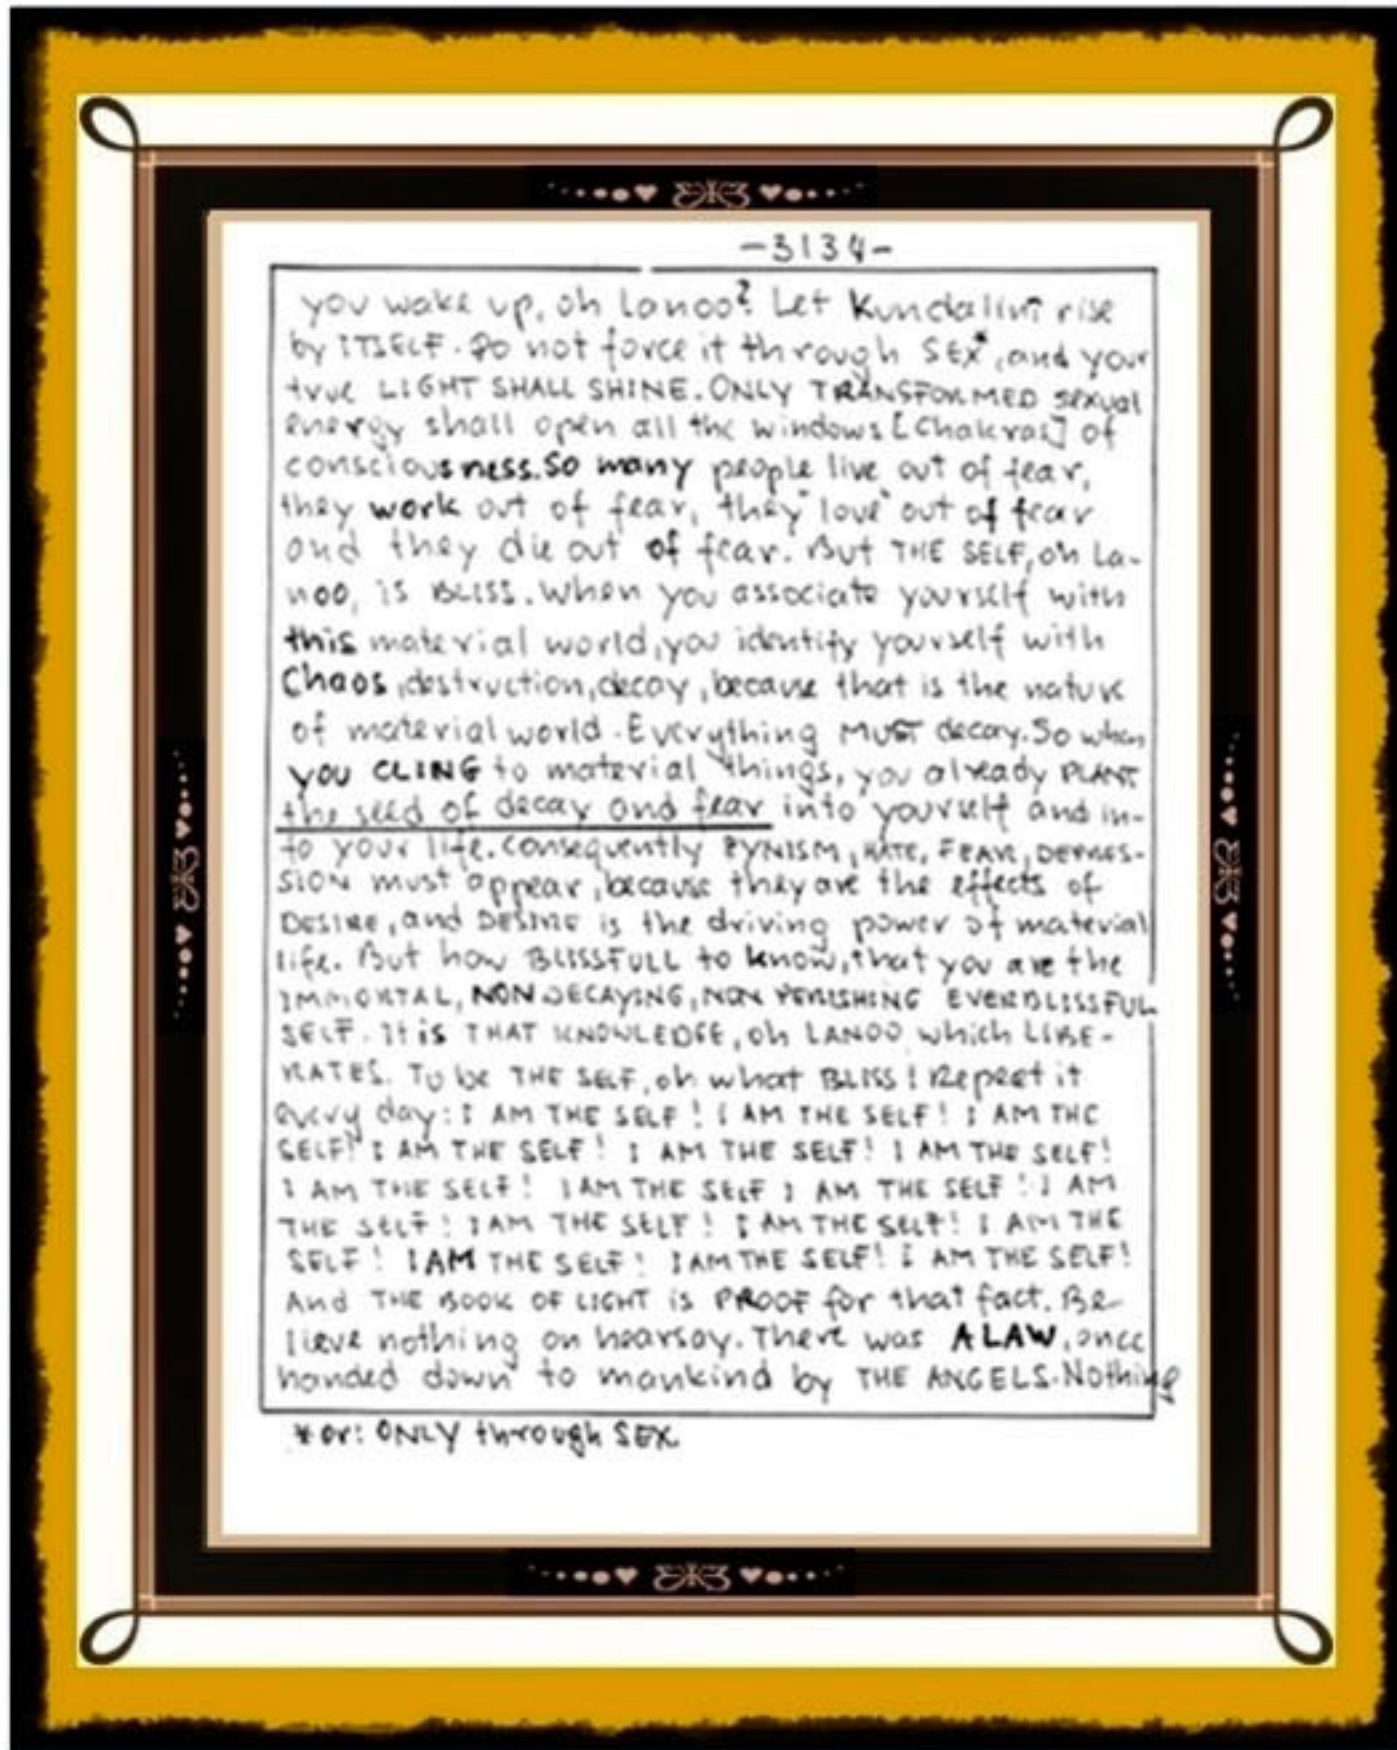 -3134-
you wake up, oh Lanoo? Let Kundalini rise
by ITSELF. Do not force it through SEX*, and your
true LIGHT SHALL SHINE. ONLY TRANSFORMED sexual
energy shall open all the windows [Chakras] of
consciousness. So many people live out of fear,
they work out of fear, they "love" out of fear
and they die out of fear. But THE SELF, oh La-
noo, is BLISS. When you associate yourself with
this material world, you identify yourself with
Chaos, destruction, decay, because that is the nature
of material world. Everything MUST decay. So when
you CLING to material things, you already PLANT
the seed of decay and fear into yourself and in-
to your life. Consequently ZYNISM, HATE, FEAR, DEPRES-
SION must appear, because they are the effects of
DESIRE, and DESIRE is the driving power of material
life. But how BLISSFULL to know, that you are the
IMMORTAL, NON DECAYING, NON PERISHING EVERBLISSFUL
SELF. It is THAT KNOWLEDGE, oh LANOO which LIBE-
RATES. To be THE SELF, oh what BLISS! Repeat it
every day: I AM THE SELF! I AM THE SELF! I AM THE
SELF! I AM THE SELF! I AM THE SELF! I AM THE SELF!
I AM THE SELF! I AM THE SELF I AM THE SELF! I AM
THE SELF! I AM THE SELF! I AM THE SELF! I AM THE
SELF! I AM THE SELF! I AM THE SELF! I AM THE SELF!
And THE BOOK OF LIGHT is PROOF for that fact. Be
lieve nothing on hearsay. There was A LAW, once
handed down to mankind by THE ANGELS. Nothing
*or: ONLY through SEX